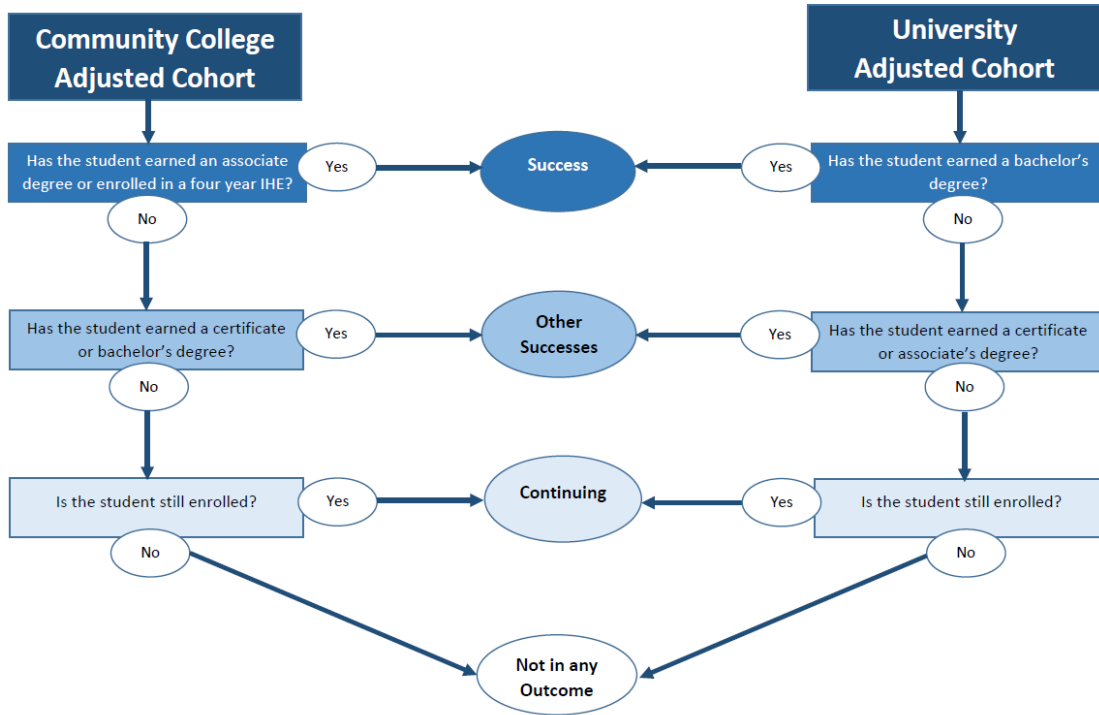 Community College
Adjusted Cohort
University
Adjusted Cohort
Has the student earned an associate
degree or enrolled in a four year IHE?
Yes
Success
Yes
Has the student earned a bachelor's
degree?
No
No
Has the student earned a certificate
or bachelor's degree?
Yes
Other
Successes
Yes
Has the student earned a certificate
or associate's degree?
No
No
Is the student still enrolled?
Yes
Continuing
Yes
Is the student still enrolled?
No
No
Not in any
Outcome